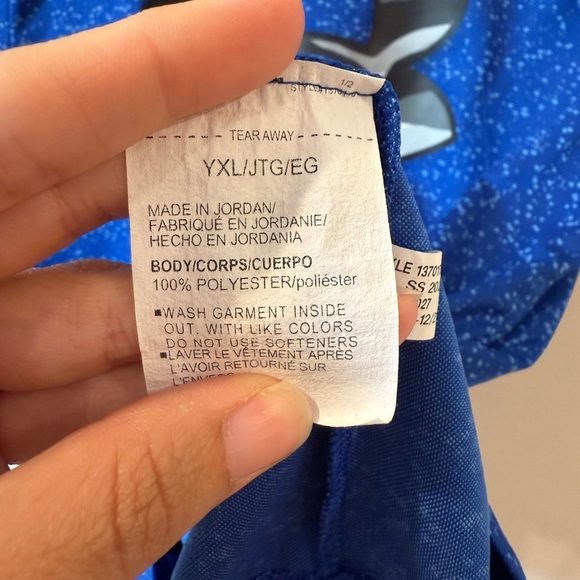 1/2
TEAR AWAY
YXL/JTG/EG
MADE IN JORDAN/
FABRIQUÉ EN JORDANIE/
HECHO EN JORDANIA
BODY/CORPS/CUERPO
100% POLYESTER/poliéster
▪WASH GARMENT INSIDE
OUT, WITH LIKE COLORS
DO NOT USE SOFTENERS
▪LAVER LE VÊTEMENT APRÈS
L'AVOIR RETOURNÉ SUR